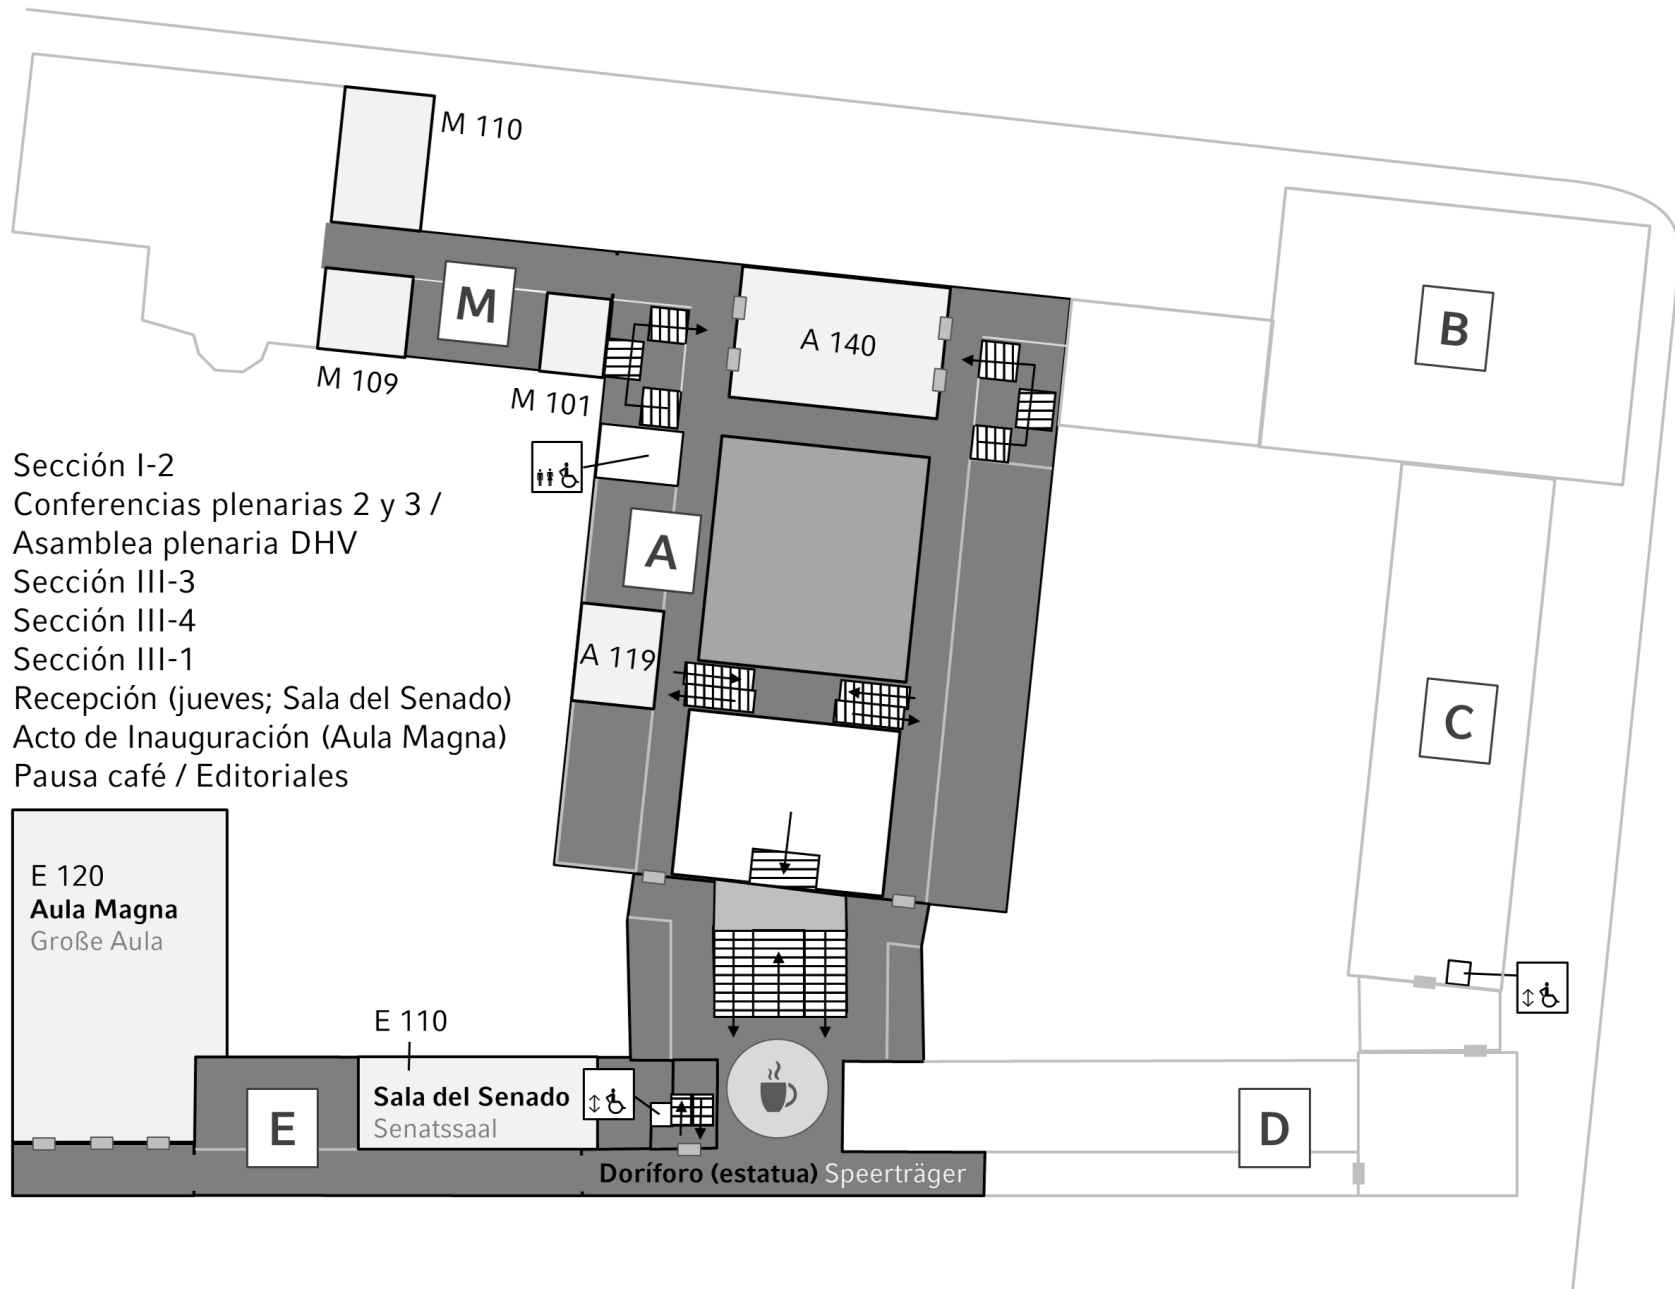 M 110
M
A 140
B
M 109
M 101
Sección I-2
Conferencias plenarias 2 y 3 /
Asamblea plenaria DHV
Sección III-3
Sección III-4
Sección III-1
Recepción (jueves; Sala del Senado)
Acto de Inauguración (Aula Magna)
Pausa café / Editoriales
A
A 119
C
E 120
Aula Magna
Große Aula
E 110
Sala del Senado
Senatssaal
E
D
Doríforo (estatua) Speerträger